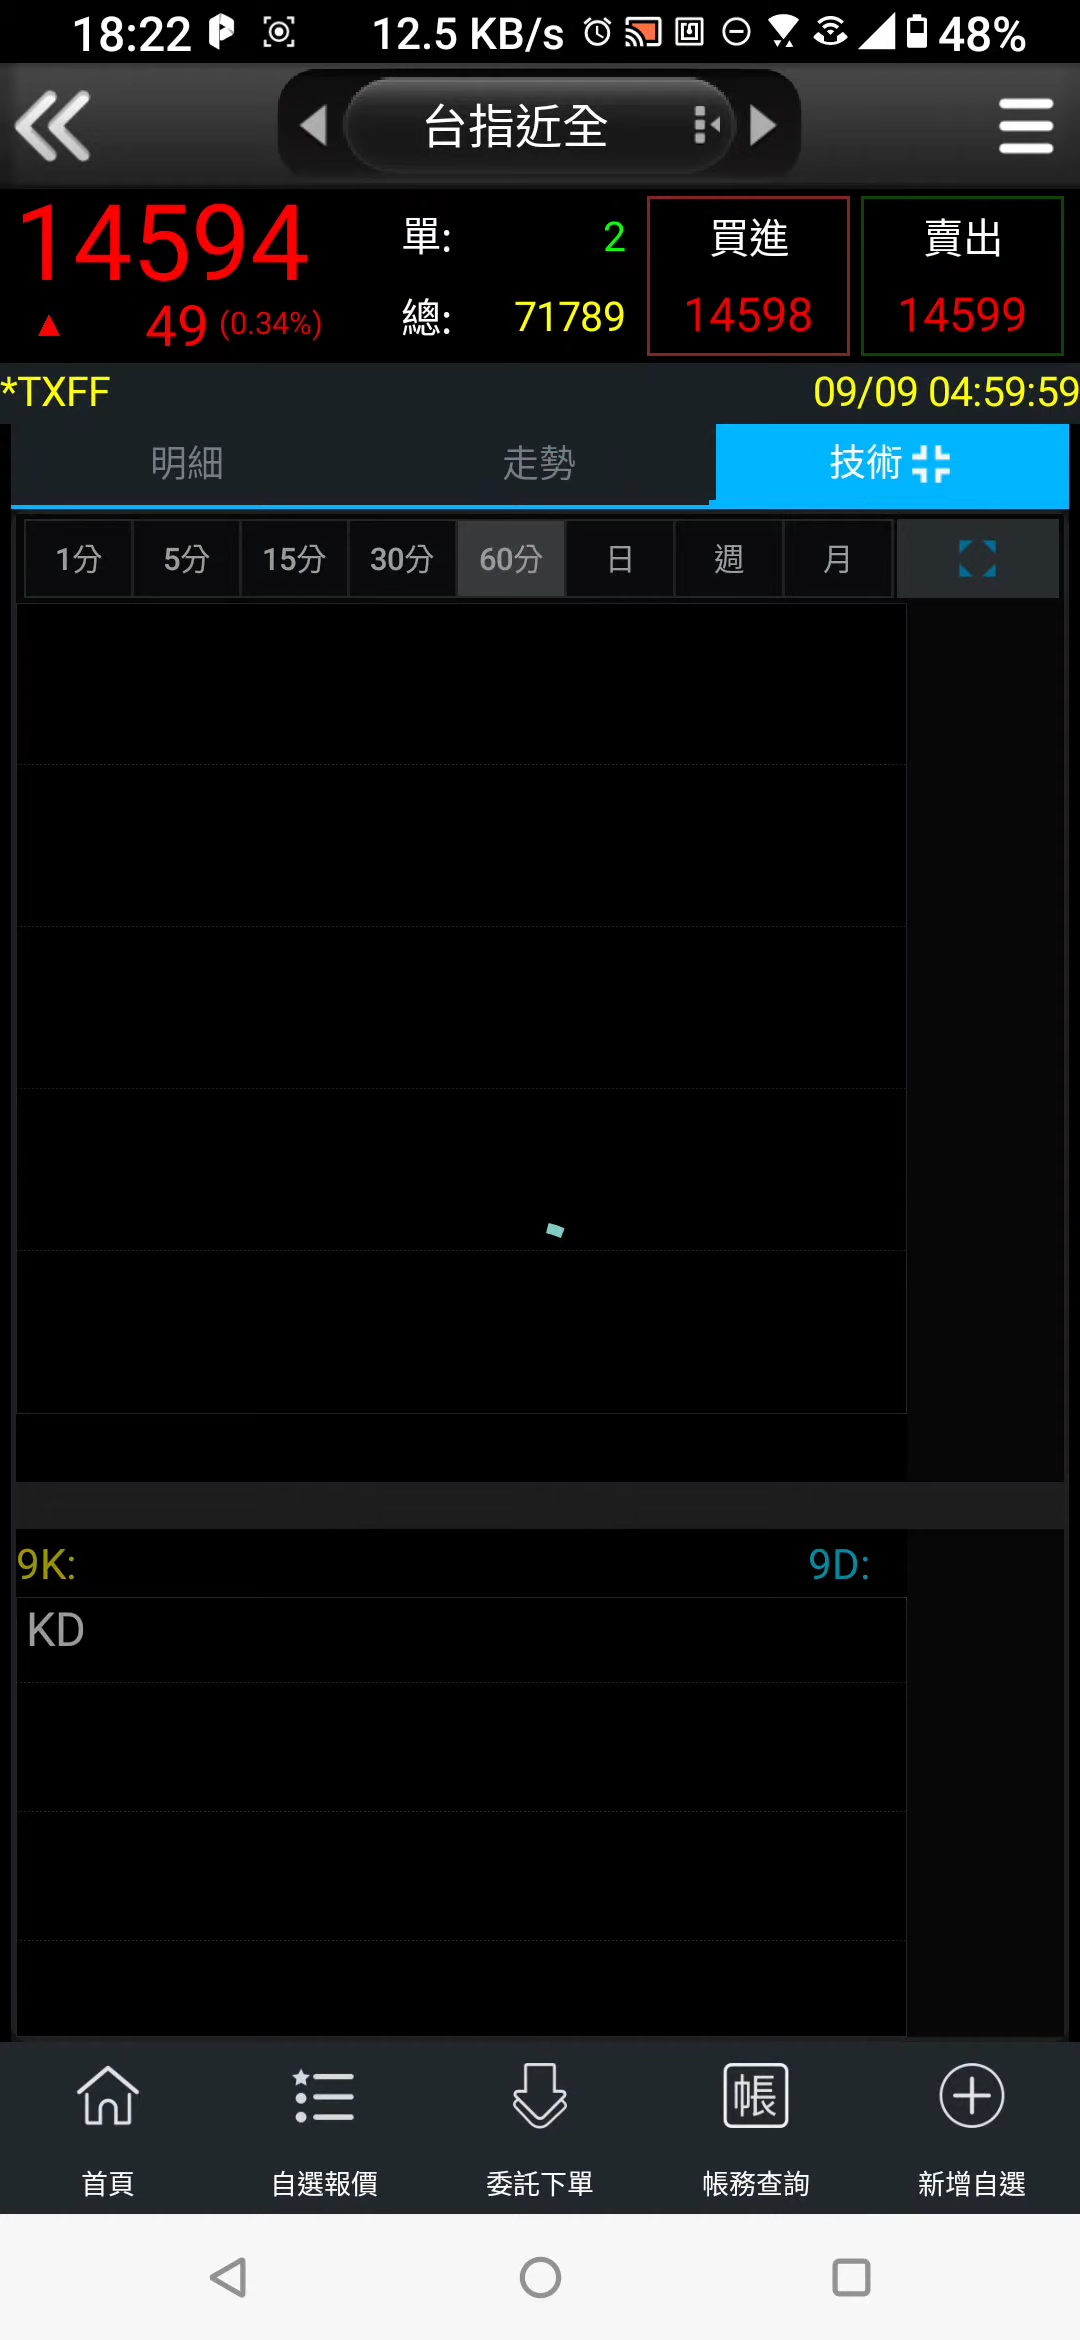 18:22 12.5 KB/s 48%
台指近全
14594 單: 2 買進 賣出
▲ 49 (0.34%) 總: 71789 14598 14599
*TXFF 09/09 04:59:59
明細 走勢 技術
1分 5分 15分 30分 60分 日 週 月
9K: 9D:
KD
帳
首頁 自選報價 委託下單 帳務查詢 新增自選